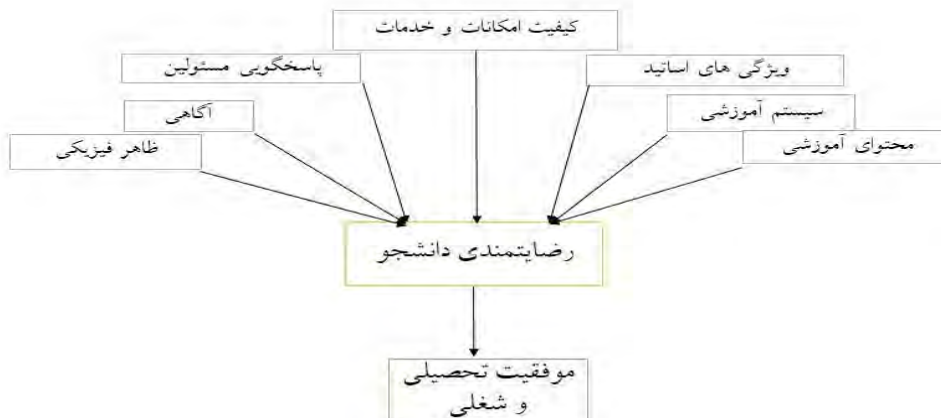 کیفیت امکانات و خدمات
ویژگی های اساتید
پاسخگویی مسئولین
سیستم آموزشی
آگاهی
محتوای آموزشی
ظاهر فیزیکی
رضایتمندی دانشجو
موفقیت تحصیلی
و شغلی